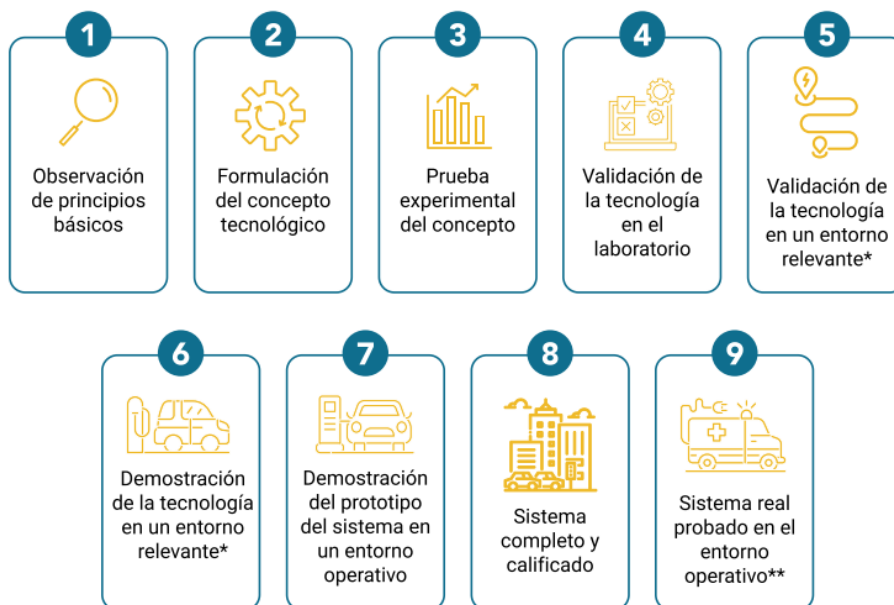 1
Observación
de principios
básicos
2
Formulación
del concepto
tecnológico
3
Prueba
experimental
del concepto
4
Validación de
la tecnología
en el
laboratorio
5
Validación de
la tecnología
en un entorno
relevante*
6
Demostración
de la tecnología
en un entorno
relevante*
7
Demostración
del prototipo
del sistema en
un entorno
operativo
8
Sistema
completo y
calificado
9
Sistema real
probado en el
entorno
operativo**